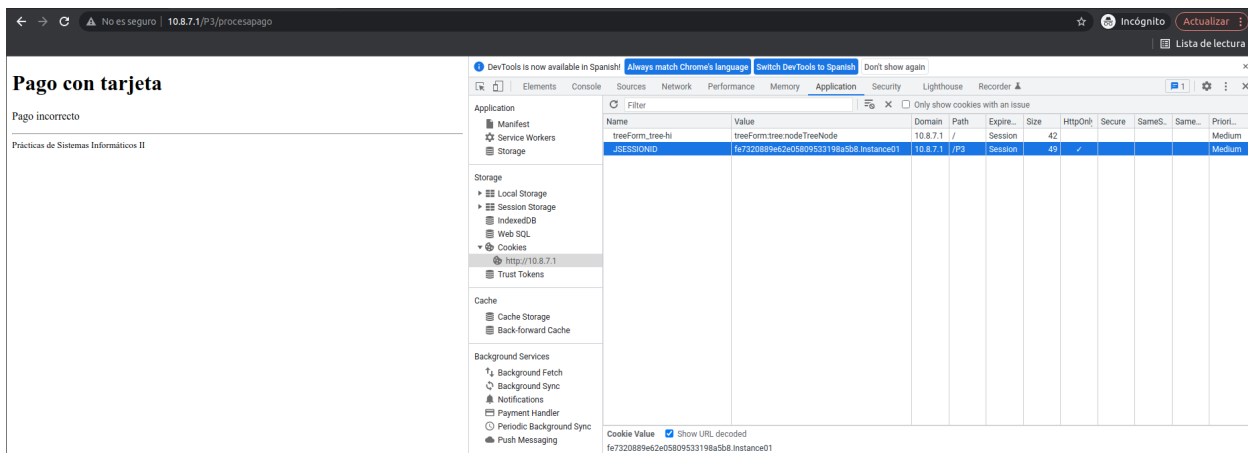 No es seguro | 10.8.7.1/P3/procesapago
Incógnito
Actualizar
Lista de lectura
Pago con tarjeta
Pago incorrecto
Prácticas de Sistemas Informáticos II
DevTools is now available in Spanish! Always match Chrome's language Switch DevTools to Spanish Don't show again
Elements Console Sources Network Performance Memory Application Security Lighthouse Recorder 1
Application
Manifest
Service Workers
Storage
Storage
Local Storage
Session Storage
IndexedDB
Web SQL
Cookies
http://10.8.7.1
Trust Tokens
Cache
Cache Storage
Back-forward Cache
Background Services
Background Fetch
Background Sync
Notifications
Payment Handler
Periodic Background Sync
Push Messaging
Filter Only show cookies with an issue
Name Value Domain Path Expire... Size HttpOnly Secure SameS.. Same... Priori...
treeForm_tree-hi treeForm:tree:nodeTreeNode 10.8.7.1 / Session 42 Medium
JSESSIONID fe7320889e62e05809533198a5b8.Instance01 10.8.7.1 /P3 Session 49 ✓ Medium
Cookie Value Show URL decoded
fe7320889e62e05809533198a5b8.Instance01